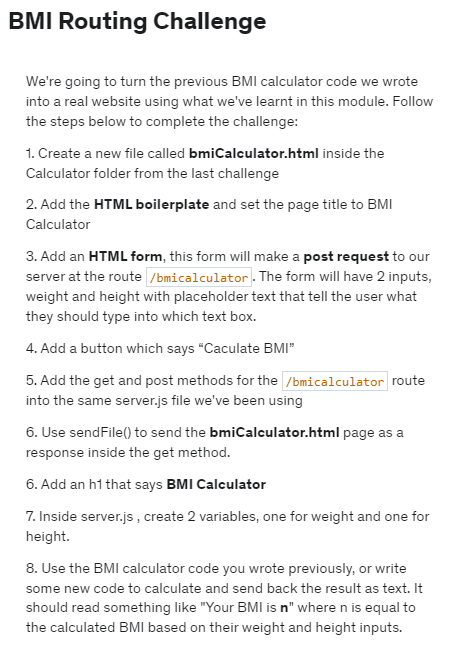 BMI Routing Challenge
We're going to turn the previous BMI calculator code we wrote
into a real website using what we've learnt in this module. Follow
the steps below to complete the challenge:
1. Create a new file called bmiCalculator.html inside the
Calculator folder from the last challenge
2. Add the HTML boilerplate and set the page title to BMI
Calculator
3. Add an HTML form, this form will make a post request to our
server at the route /bmicalculator. The form will have 2 inputs,
weight and height with placeholder text that tell the user what
they should type into which text box.
4. Add a button which says “Caculate BMI”
5. Add the get and post methods for the /bmicalculator route
into the same server.js file we've been using
6. Use sendFile() to send the bmiCalculator.html page as a
response inside the get method.
6. Add an h1 that says BMI Calculator
7. Inside server.js , create 2 variables, one for weight and one for
height.
8. Use the BMI calculator code you wrote previously, or write
some new code to calculate and send back the result as text. It
should read something like "Your BMI is n" where n is equal to
the calculated BMI based on their weight and height inputs.